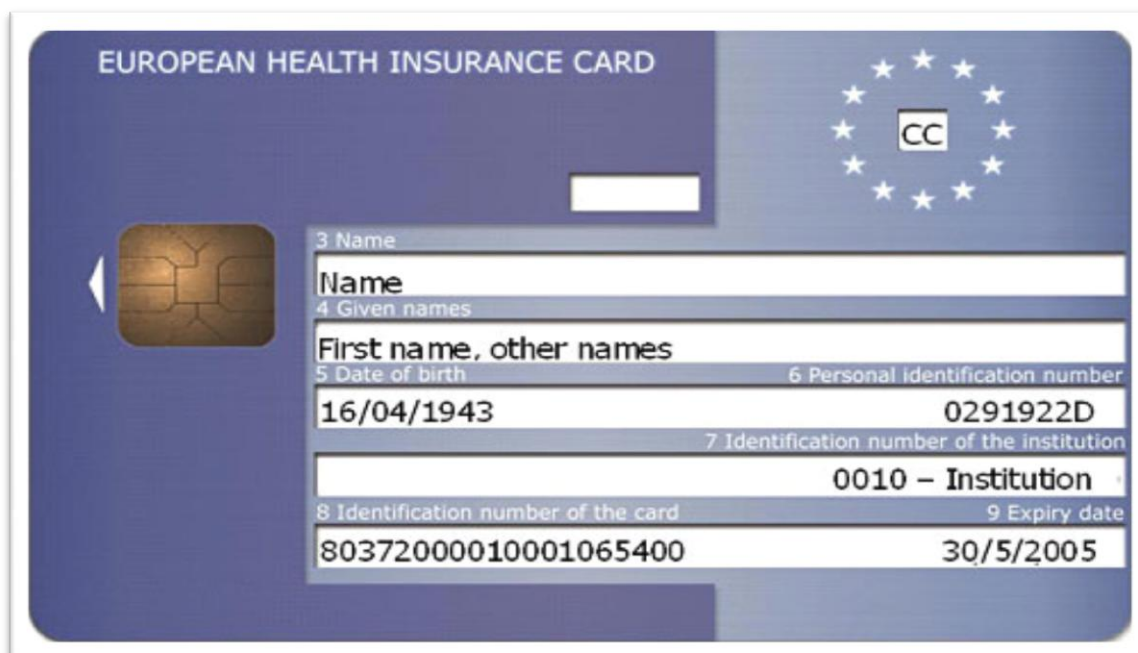 EUROPEAN HEALTH INSURANCE CARD
CC
3 Name
Name
4 Given names
First name, other names
5 Date of birth 6 Personal identification number
16/04/1943 0291922D
7 Identification number of the institution
0010 – Institution
8 Identification number of the card 9 Expiry date
80372000010001065400 30/5/2005